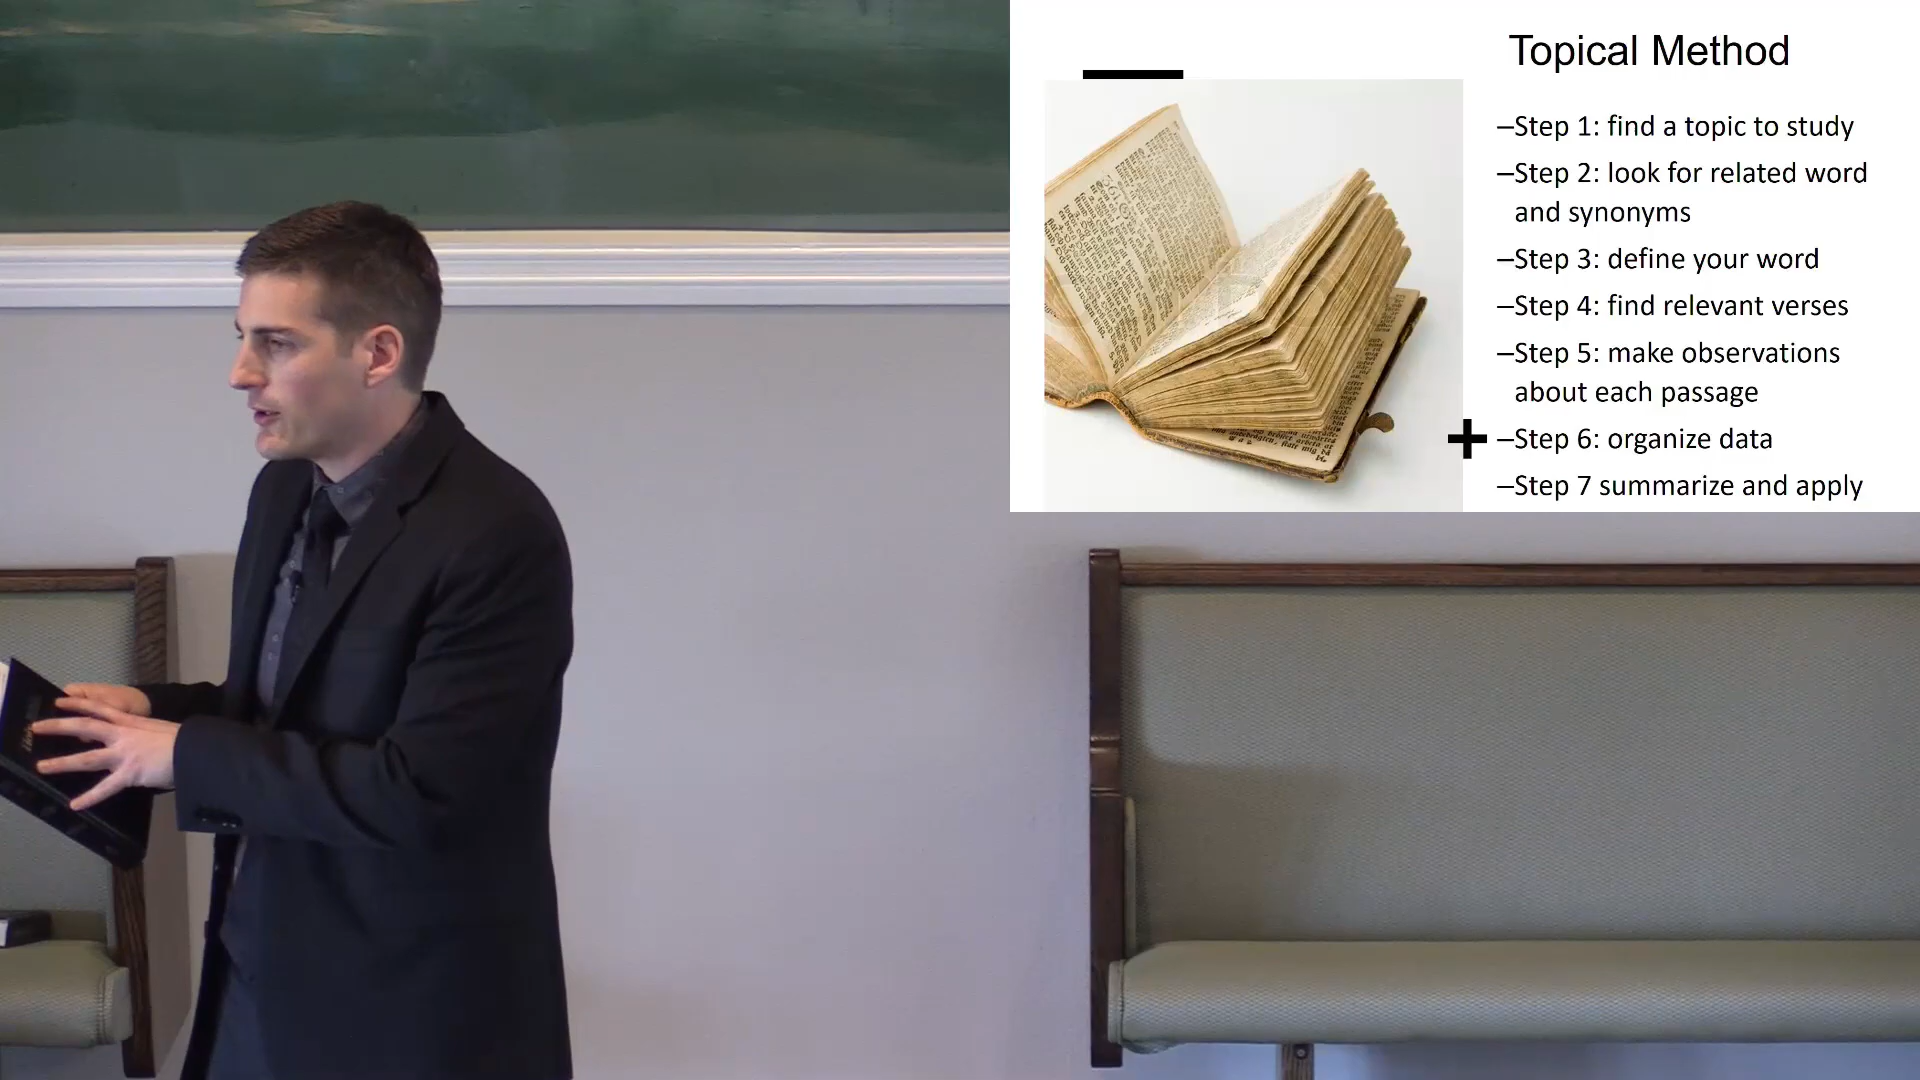 Topical Method
–Step 1: find a topic to study
–Step 2: look for related word
and synonyms
–Step 3: define your word
–Step 4: find relevant verses
–Step 5: make observations
about each passage
–Step 6: organize data
–Step 7 summarize and apply